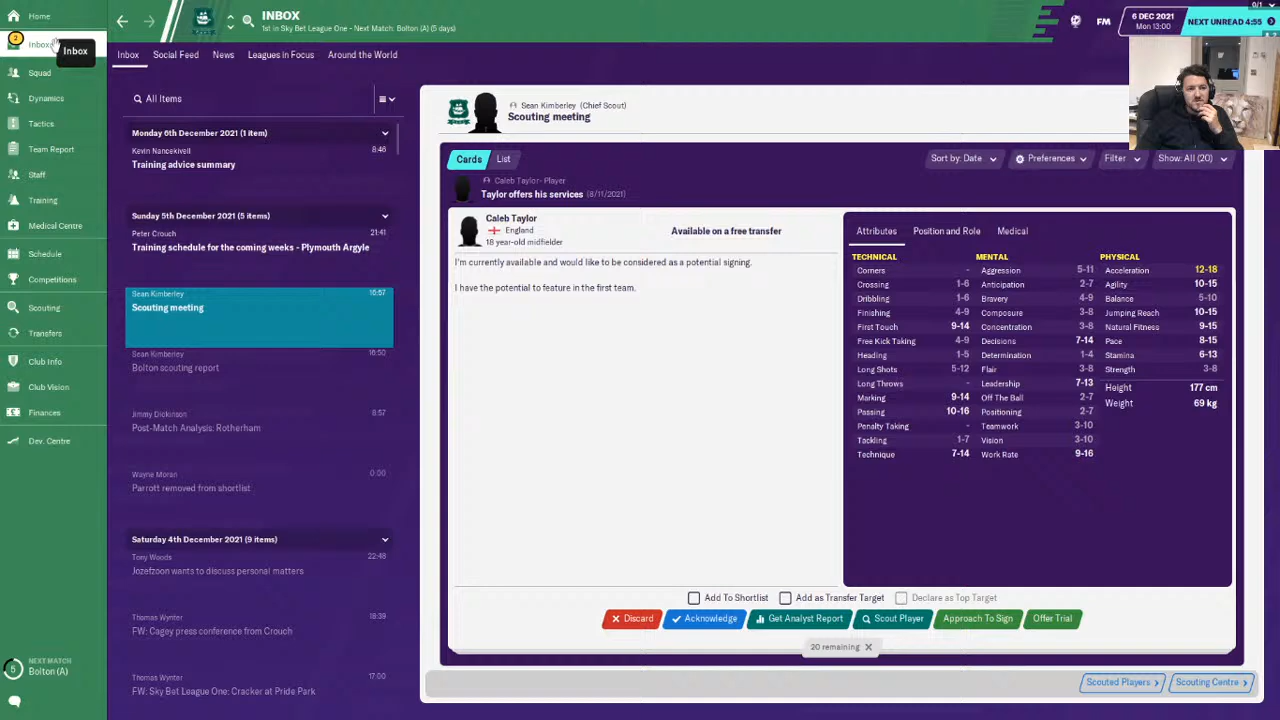 Home
INBOX
1st in Sky Bet League One - Next Match: Bolton (A) (5 days)
FM
6 DEC 2021
Mon 13:00
NEXT UNREAD 4:55
0/1
2
Inbox
Inbox
Squad
Dynamics
Tactics
Team Report
Staff
Training
Medical Centre
Schedule
Competitions
Scouting
Transfers
Club Info
Club Vision
Finances
Dev. Centre
5
NEXT MATCH
Bolton (A)
Inbox Social Feed News Leagues in Focus Around the World
All Items
Monday 6th December 2021 (1 item)
Kevin Nancekivell 8:46
Training advice summary
Sunday 5th December 2021 (5 items)
Peter Crouch 21:41
Training schedule for the coming weeks - Plymouth Argyle
Sean Kimberley 16:57
Scouting meeting
Sean Kimberley 16:50
Bolton scouting report
Jimmy Dickinson 8:57
Post-Match Analysis: Rotherham
Wayne Moran 0:00
Parrott removed from shortlist
Saturday 4th December 2021 (9 items)
Tony Woods 22:48
Jozefzoon wants to discuss personal matters
Thomas Wynter 18:39
FW: Cagey press conference from Crouch
Thomas Wynter 17:00
FW: Sky Bet League One: Cracker at Pride Park
Sean Kimberley (Chief Scout)
Scouting meeting
Cards List
Sort by: Date Preferences Filter Show: All (20)
Caleb Taylor - Player
Taylor offers his services (8/11/2021)
Caleb Taylor
England
18 year-old midfielder
Available on a free transfer
I'm currently available and would like to be considered as a potential signing.
I have the potential to feature in the first team.
Attributes Position and Role Medical
TECHNICAL MENTAL PHYSICAL
Corners - Aggression 5-11 Acceleration 12-18
Crossing 1-6 Anticipation 2-7 Agility 10-15
Dribbling 1-6 Bravery 4-9 Balance 5-10
Finishing 4-9 Composure 3-8 Jumping Reach 10-15
First Touch 9-14 Concentration 3-8 Natural Fitness 9-15
Free Kick Taking 4-9 Decisions 7-14 Pace 8-15
Heading 1-5 Determination 1-4 Stamina 6-13
Long Shots 5-12 Flair 3-8 Strength 3-8
Long Throws - Leadership 7-13 Height 177 cm
Marking 9-14 Off The Ball 2-7 Weight 69 kg
Passing 10-16 Positioning 2-7
Penalty Taking - Teamwork 3-10
Tackling 1-7 Vision 3-10
Technique 7-14 Work Rate 9-16
Add To Shortlist Add as Transfer Target Declare as Top Target
Discard Acknowledge Get Analyst Report Scout Player Approach To Sign Offer Trial
20 remaining
Scouted Players Scouting Centre